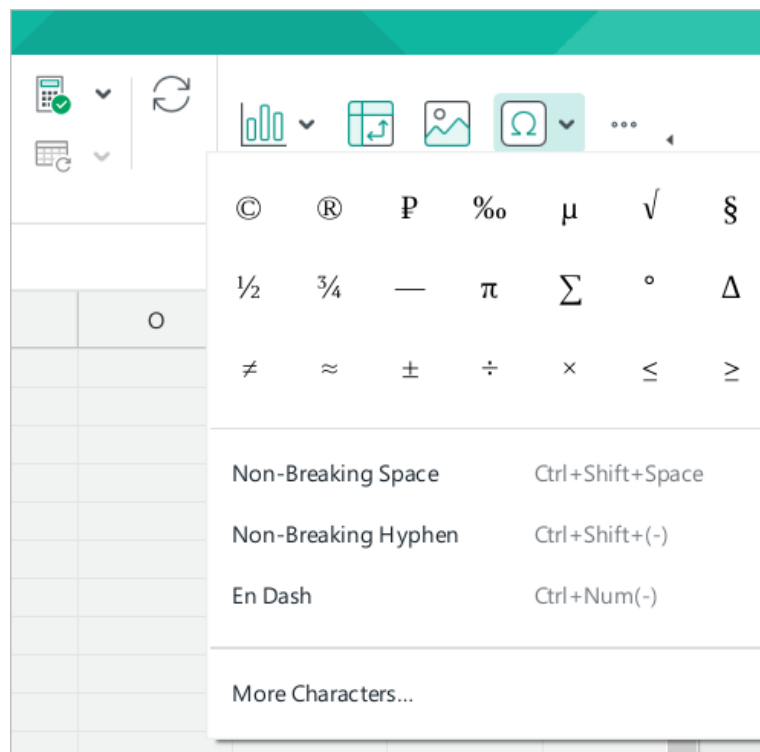 Ω
© ® ₽ ‰ µ √ §
½ ¾ — π ∑ ° Δ
≠ ≈ ± ÷ × ≤ ≥
O
Non-Breaking Space Ctrl+Shift+Space
Non-Breaking Hyphen Ctrl+Shift+(-)
En Dash Ctrl+Num(-)
More Characters...